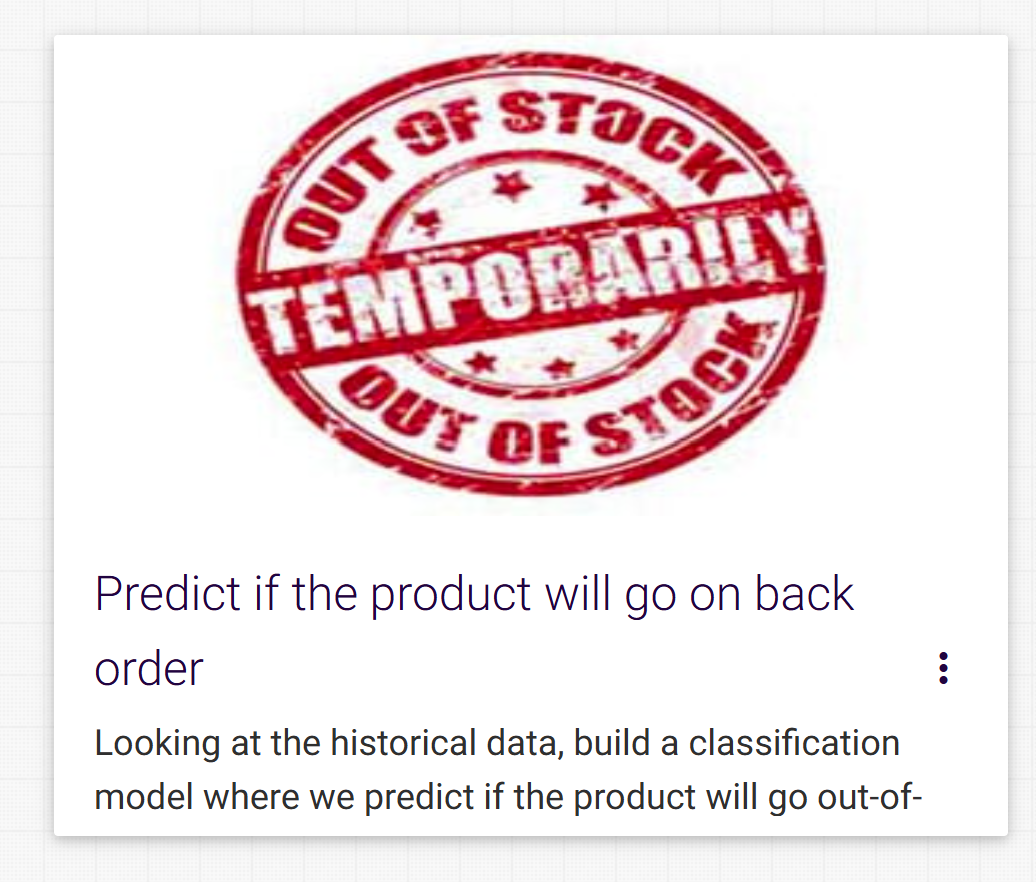 OUT OF STOCK
TEMPORARILY
OUT OF STOCK
Predict if the product will go on back
order
Looking at the historical data, build a classification
model where we predict if the product will go out-of-